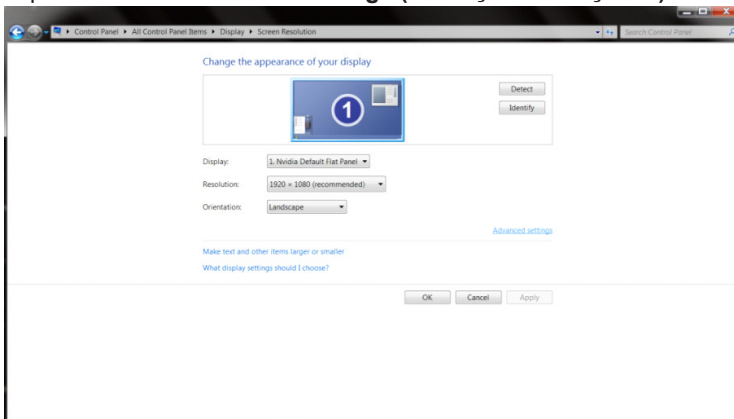 Control Panel ▸ All Control Panel Items ▸ Display ▸ Screen Resolution
Search Control Panel
Change the appearance of your display
1
Detect
Identify
Display: 1. Nvidia Default Flat Panel
Resolution: 1920 × 1080 (recommended)
Orientation: Landscape
Advanced settings
Make text and other items larger or smaller
What display settings should I choose?
OK Cancel Apply